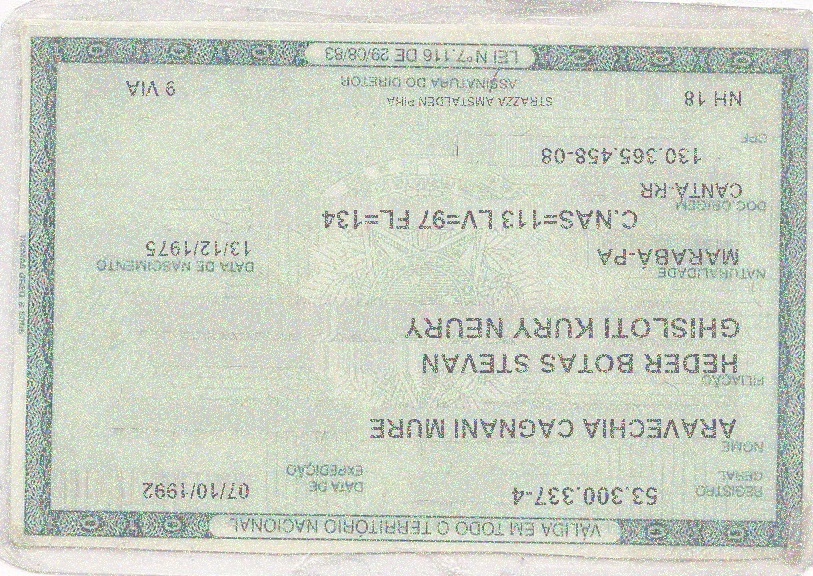 VÁLIDA EM TODO O TERRITÓRIO NACIONAL
REGISTRO GERAL 53.300.337-4 DATA DE EXPEDIÇÃO 07/10/1992
NOME
ARAVECHIA CAGNANI MURE
FILIAÇÃO
HEDER BOTAS STEVAN
GHISLOTI KURY NEURY
NATURALIDADE DATA DE NASCIMENTO
MARABÁ-PA 13/12/1975
DOC ORIGEM C.NAS=113 LV=97 FL=134
CANTÁ-RR
CPF 130.365.458-08
NH 18 STRAZZA AMSTALDEN PIHA 9 VIA
ASSINATURA DO DIRETOR
LEI Nº 7.116 DE 29/08/83